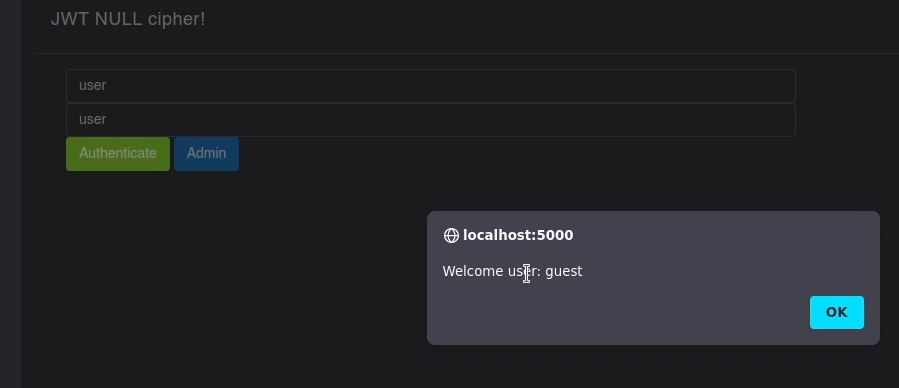 JWT NULL cipher!
user
user
Authenticate Admin
localhost:5000
Welcome user: guest
OK